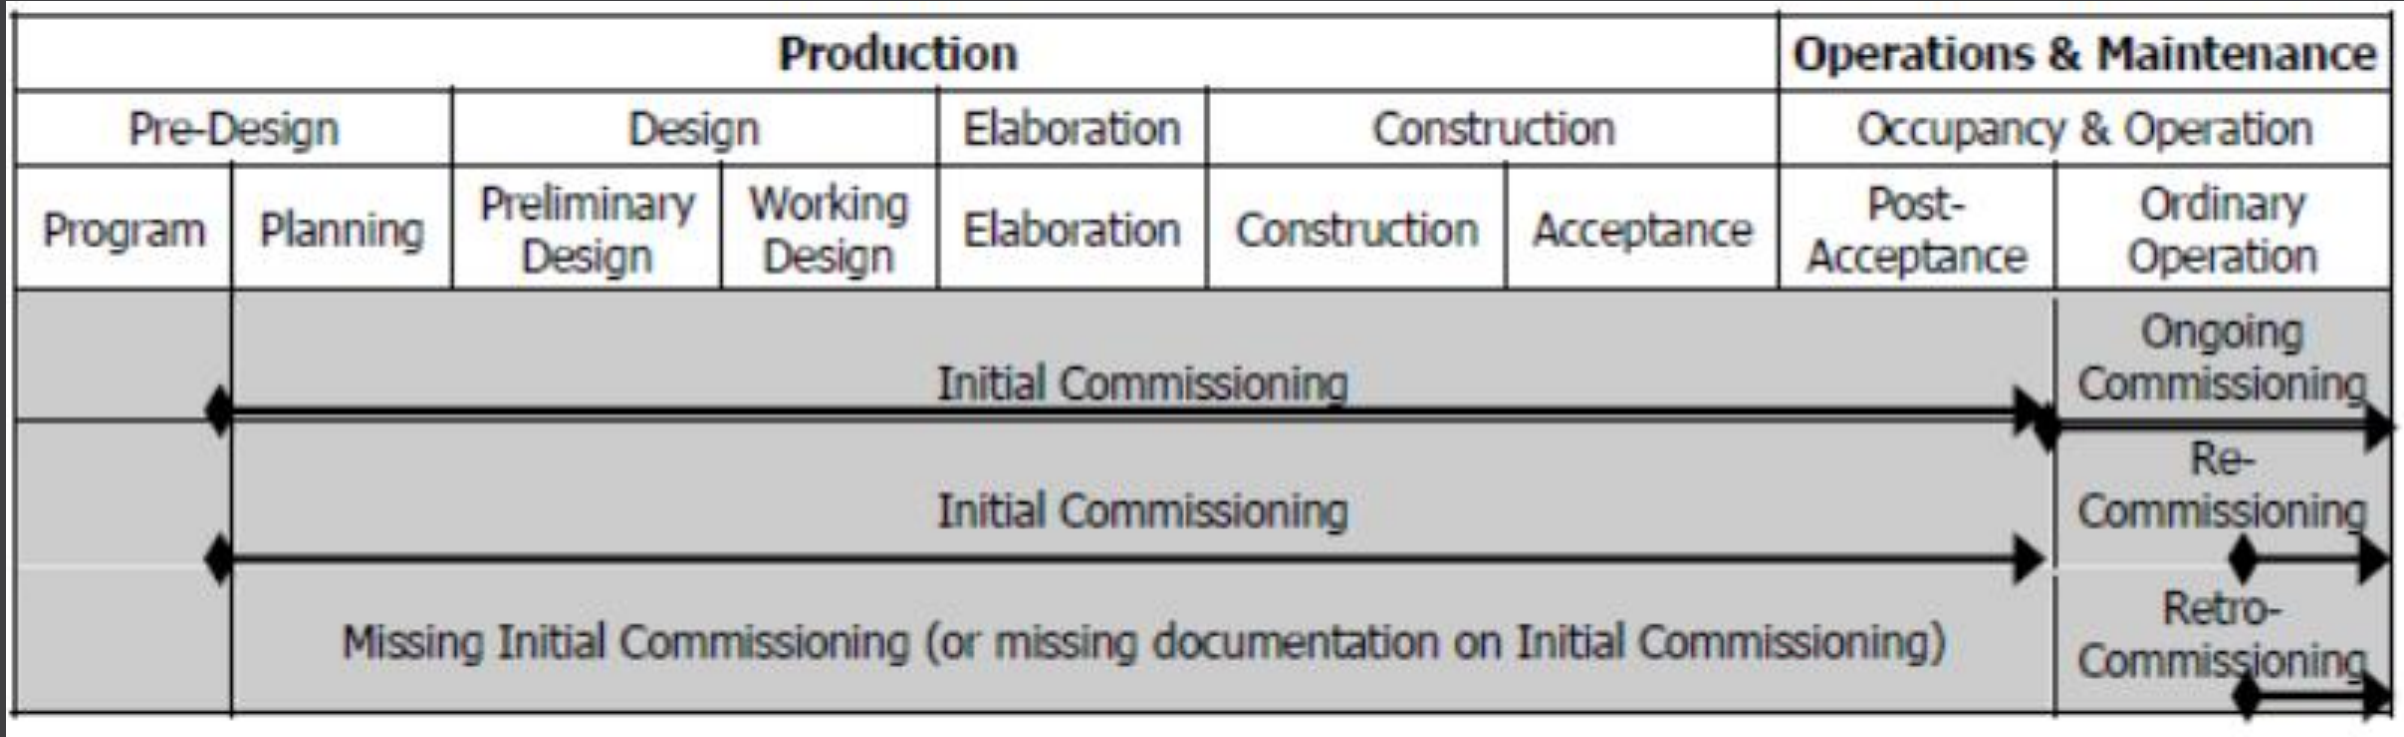 Production Operations & Maintenance
Pre-Design Design Elaboration Construction Occupancy & Operation
Program Planning Preliminary Design Working Design Elaboration Construction Acceptance Post-Acceptance Ordinary Operation
Initial Commissioning
Ongoing
Commissioning
Initial Commissioning
Re-
Commissioning
Missing Initial Commissioning (or missing documentation on Initial Commissioning)
Retro-
Commissioning